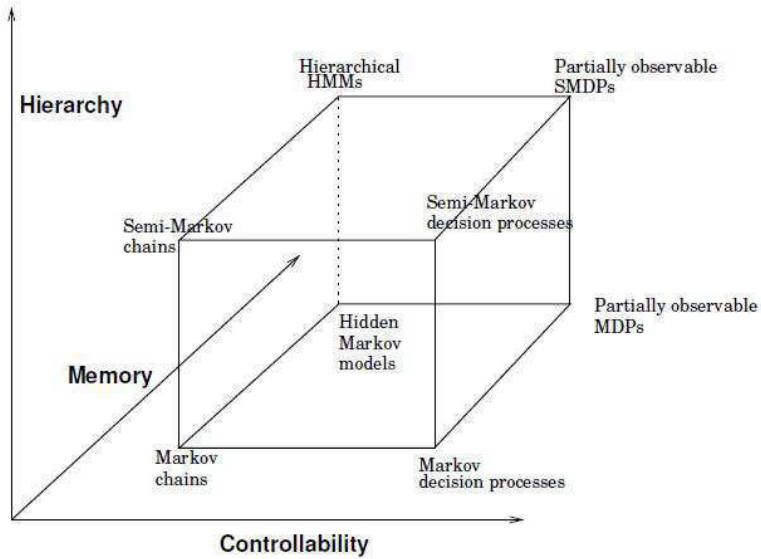 Hierarchical
HMMs
Partially observable
SMDPs
Hierarchy
Semi-Markov
chains
Semi-Markov
decision processes
Hidden
Markov
models
Partially observable
MDPs
Memory
Markov
chains
Markov
decision processes
Controllability